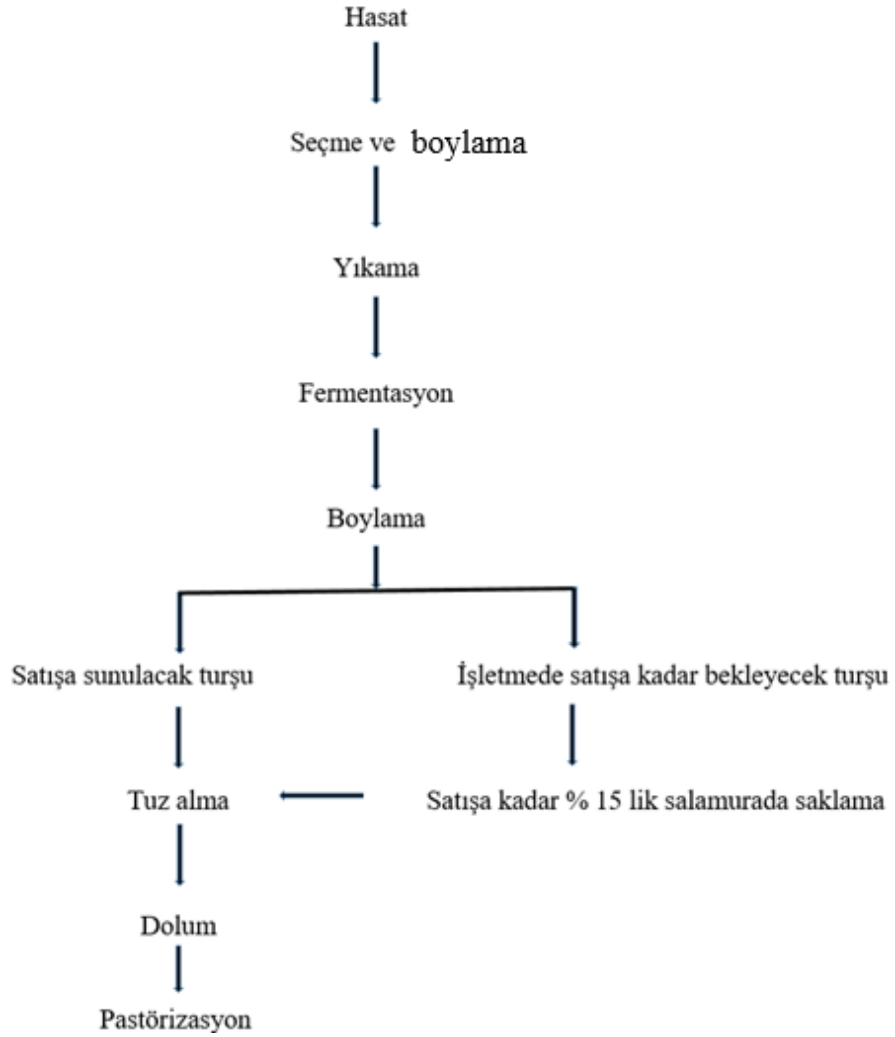 Hasat
Seçme ve boylama
Yıkama
Fermentasyon
Boylama
Satışa sunulacak turşu
İşletmede satışa kadar bekleyecek turşu
Tuz alma
Satışa kadar % 15 lik salamurada saklama
Dolum
Pastörizasyon